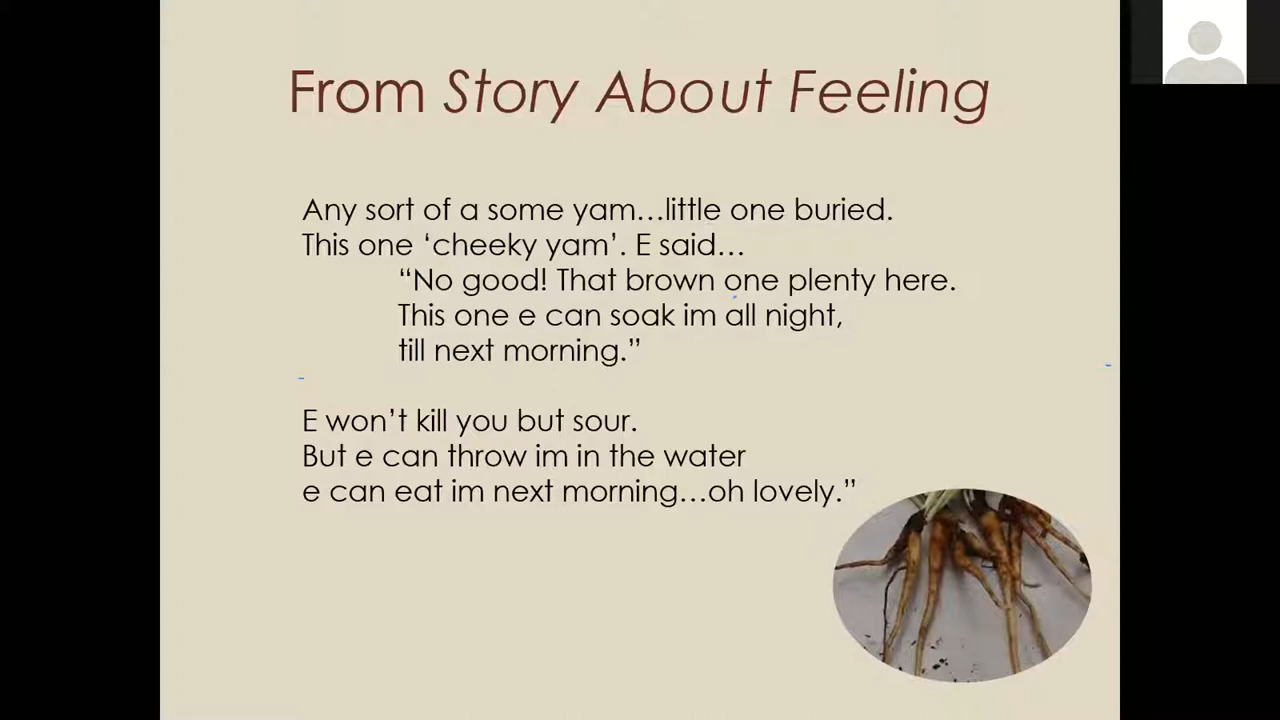 From Story About Feeling
Any sort of a some yam…little one buried.
This one ‘cheeky yam’. E said…
“No good! That brown one plenty here.
This one e can soak im all night,
till next morning.”
E won’t kill you but sour.
But e can throw im in the water
e can eat im next morning…oh lovely.”